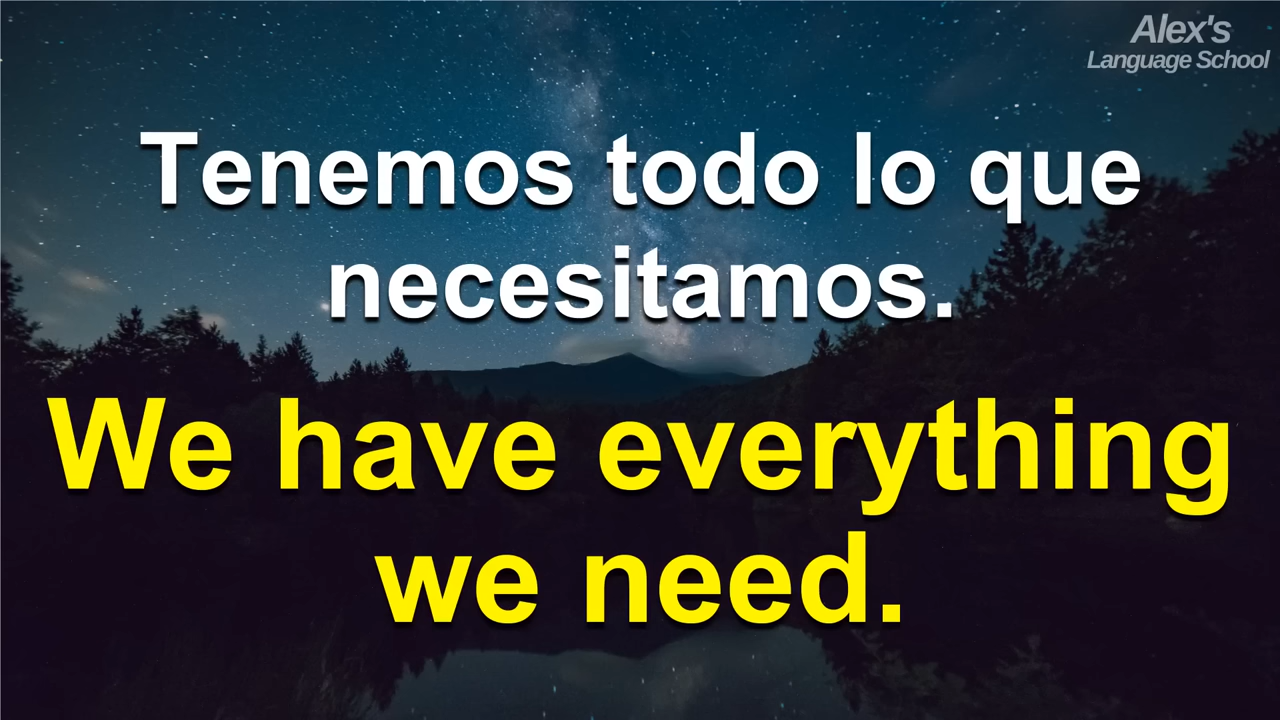 Alex's
Language School
Tenemos todo lo que
necesitamos.
We have everything
we need.